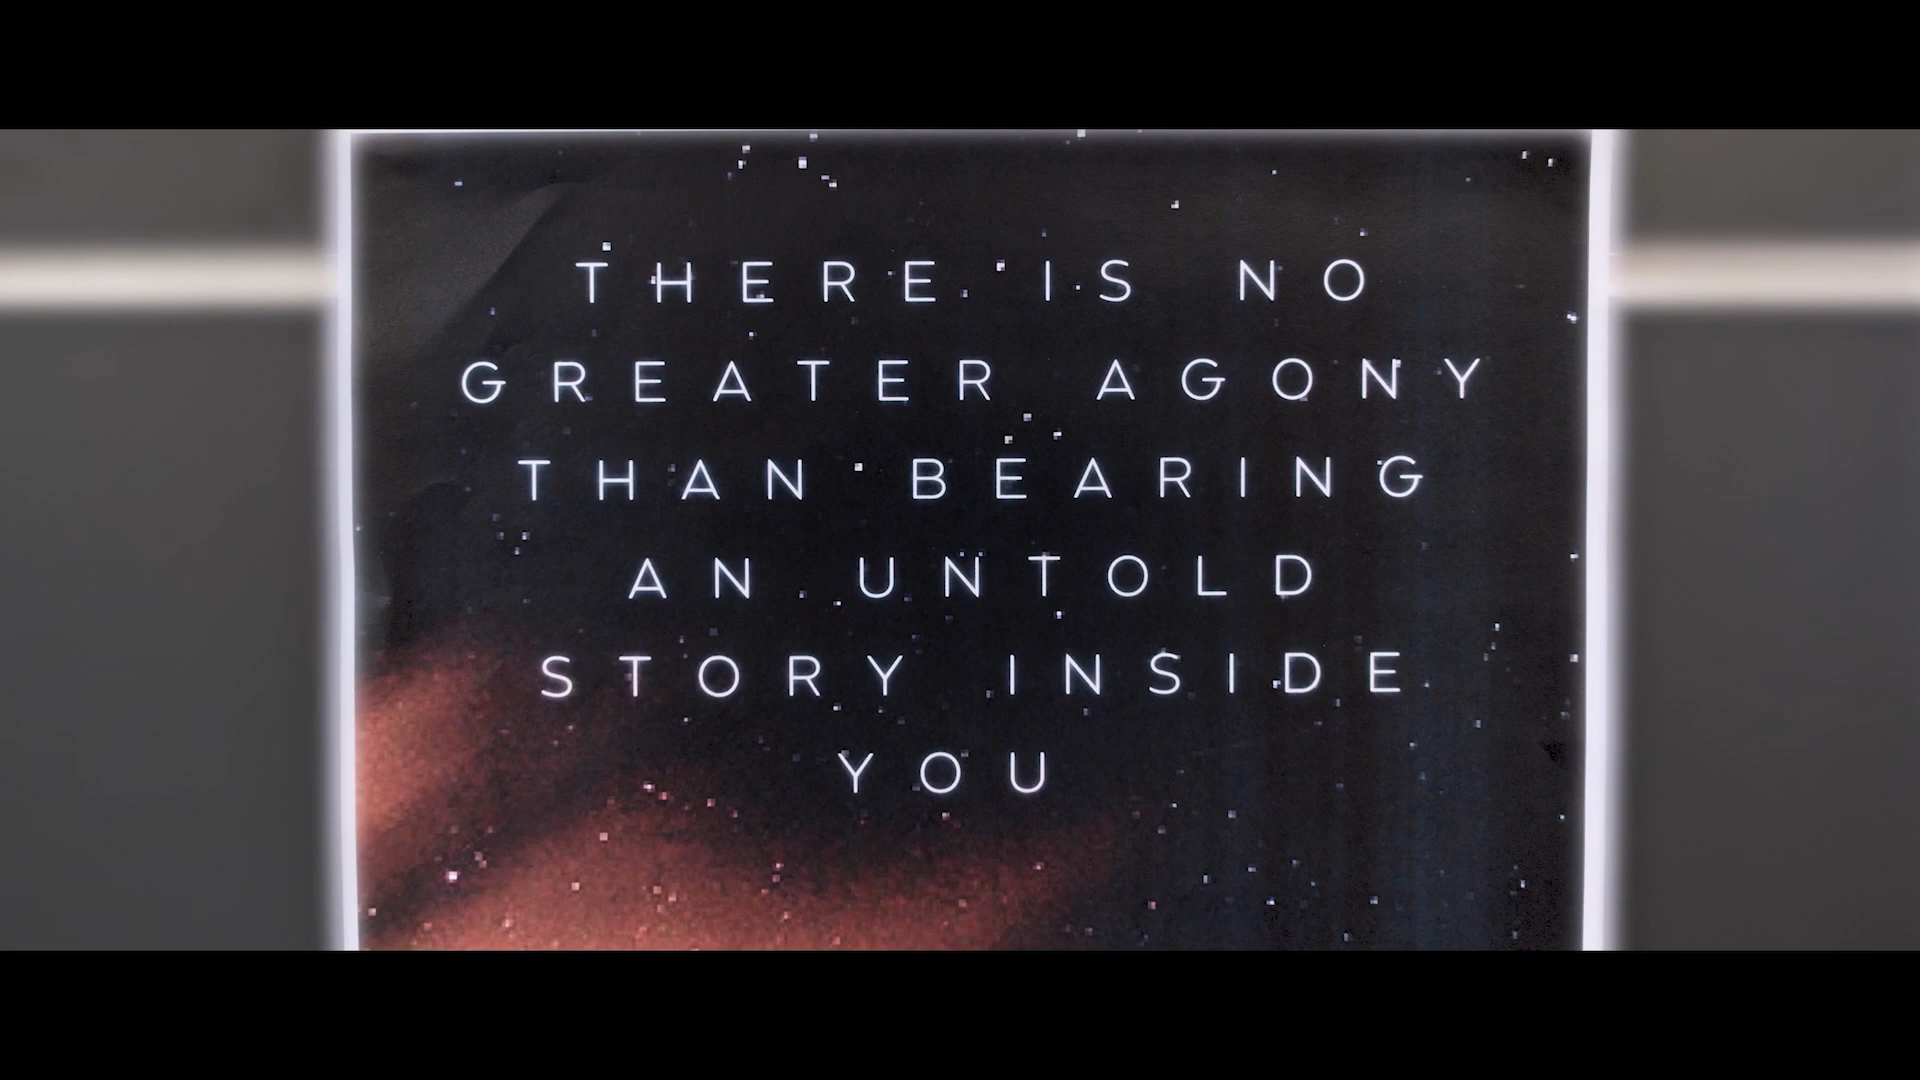 THERE IS NO
GREATER AGONY
THAN BEARING
AN UNTOLD
STORY INSIDE
YOU